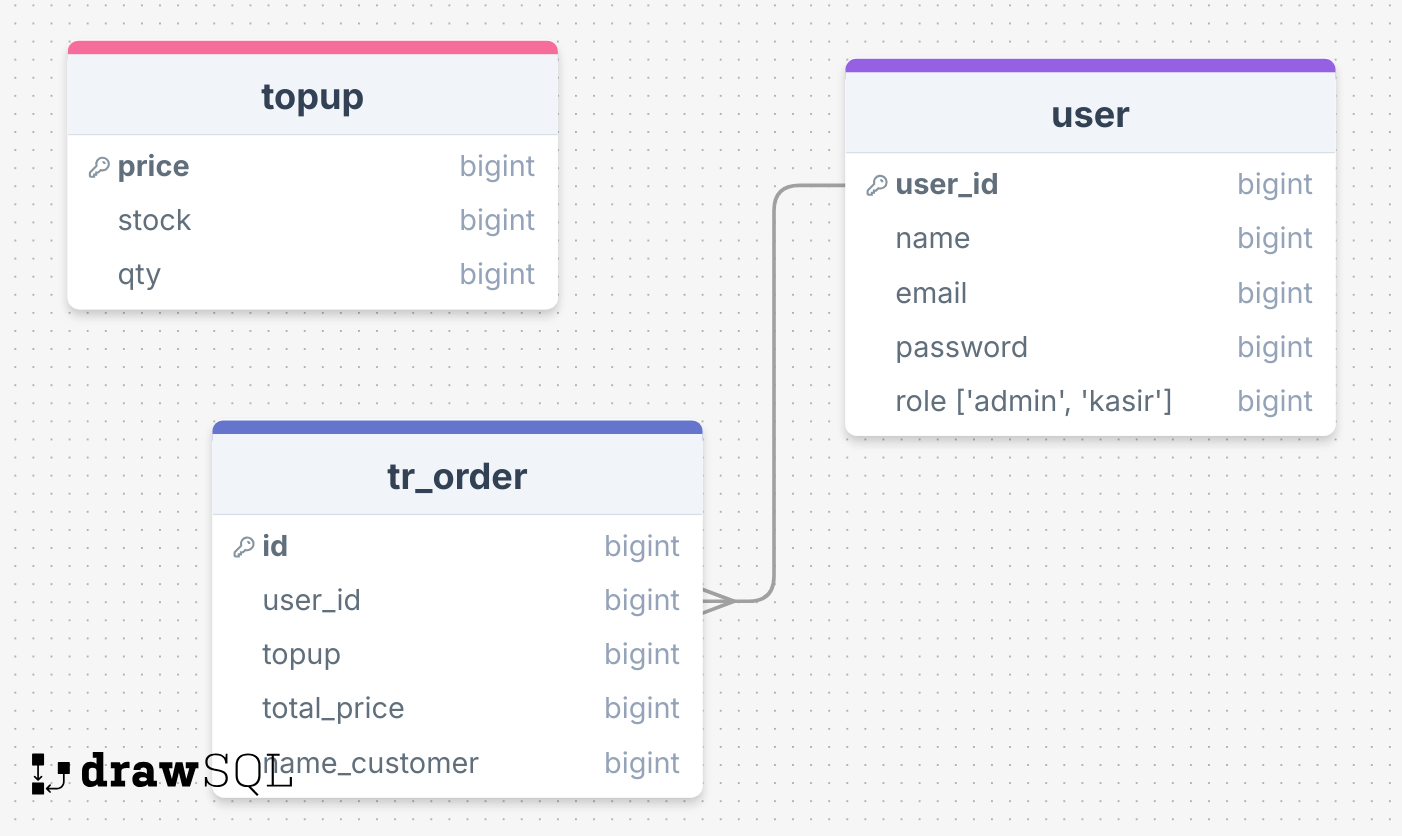 topup
price bigint
stock bigint
qty bigint
user
user_id bigint
name bigint
email bigint
password bigint
role ['admin', 'kasir'] bigint
tr_order
id bigint
user_id bigint
topup bigint
total_price bigint
name_customer bigint
drawSQL